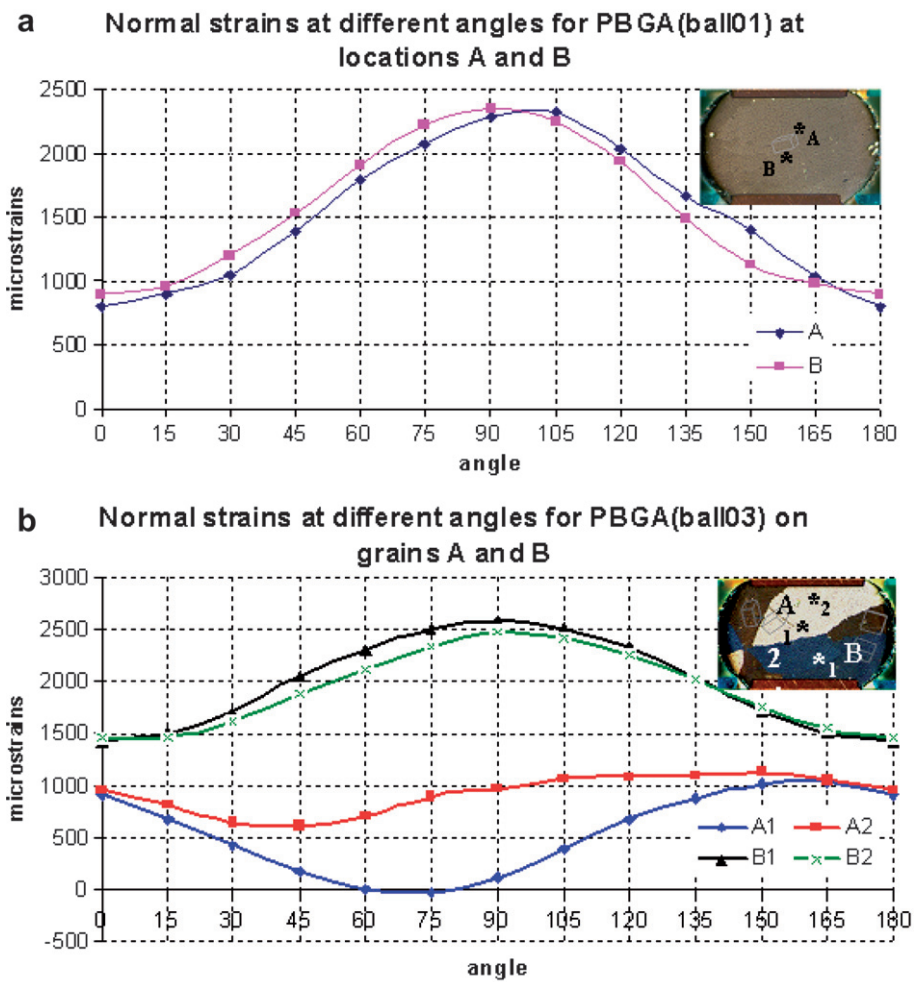 a
Normal strains at different angles for PBGA(ball01) at
locations A and B
microstrains
2500
2000
1500
1000
500
0
0 15 30 45 60 75 90 105 120 135 150 165 180
angle
* A
B *
A
B
b
Normal strains at different angles for PBGA(ball03) on
grains A and B
microstrains
3000
2500
2000
1500
1000
500
0
-500
0 15 30 45 60 75 90 105 120 135 150 165 180
angle
A *2
1 *
2 *1 B
A1 A2
B1 B2